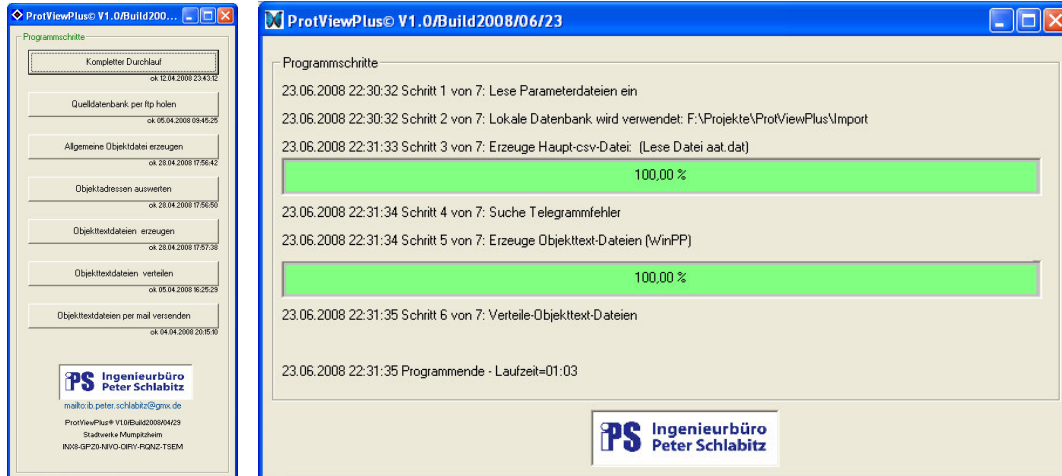 ProtViewPlus© V1.0/Build200...
Programmschritte
Kompletter Durchlauf
ok 12.04.2008 23:43:12
Quelldatenbank per ftp holen
ok 05.04.2008 09:45:25
Allgemeine Objektdatei erzeugen
ok 28.04.2008 17:56:42
Objektadressen auswerten
ok 28.04.2008 17:56:50
Objekttextdateien erzeugen
ok 28.04.2008 17:57:38
Objekttextdateien verteilen
ok 05.04.2008 16:25:29
Objekttextdateien per mail versenden
ok 04.04.2008 20:15:10
iPS Ingenieurbüro
Peter Schlabitz
mailto:ib.peter.schlabitz@gmx.de
ProtViewPlus© V1.0/Build2008/04/29
Stadtwerke Mumpitzheim
INX8-GPZ0-NIVO-OIRY-RQNZ-TSEM
ProtViewPlus© V1.0/Build2008/06/23
Programmschritte
23.06.2008 22:30:32 Schritt 1 von 7: Lese Parameterdateien ein
23.06.2008 22:30:32 Schritt 2 von 7: Lokale Datenbank wird verwendet: F:\Projekte\ProtViewPlus\Import
23.06.2008 22:31:33 Schritt 3 von 7: Erzeuge Haupt-csv-Datei: (Lese Datei aat.dat)
100,00 %
23.06.2008 22:31:34 Schritt 4 von 7: Suche Telegrammfehler
23.06.2008 22:31:34 Schritt 5 von 7: Erzeuge Objekttext-Dateien (WinPP)
100,00 %
23.06.2008 22:31:35 Schritt 6 von 7: Verteile-Objekttext-Dateien
23.06.2008 22:31:35 Programmende - Laufzeit=01:03
iPS Ingenieurbüro
Peter Schlabitz